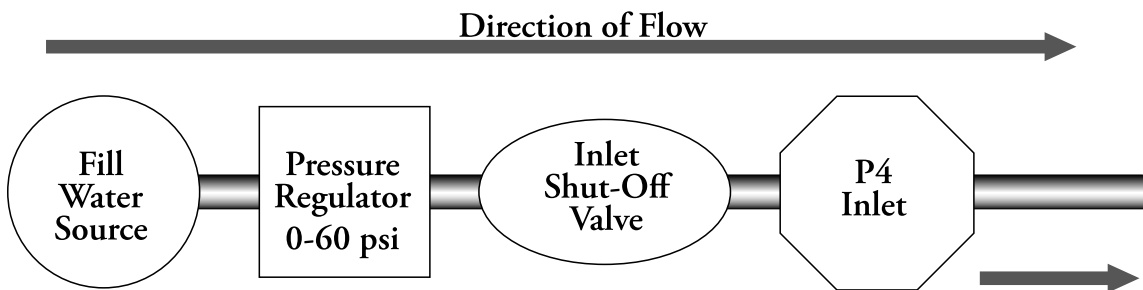 Direction of Flow
Fill
Water
Source
Pressure
Regulator
0-60 psi
Inlet
Shut-Off
Valve
P4
Inlet